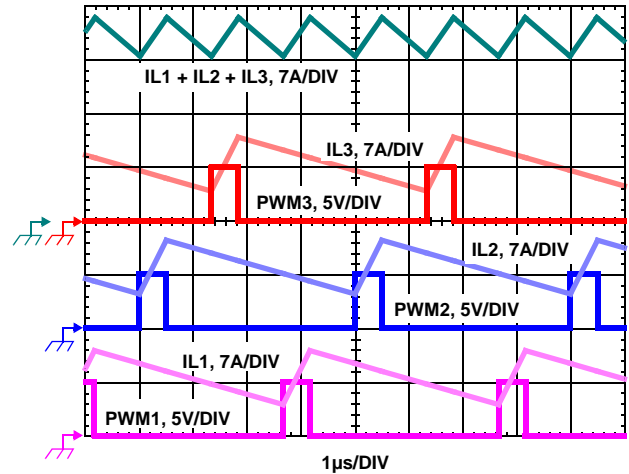 IL1 + IL2 + IL3, 7A/DIV
IL3, 7A/DIV
PWM3, 5V/DIV
IL2, 7A/DIV
PWM2, 5V/DIV
IL1, 7A/DIV
PWM1, 5V/DIV
1μs/DIV